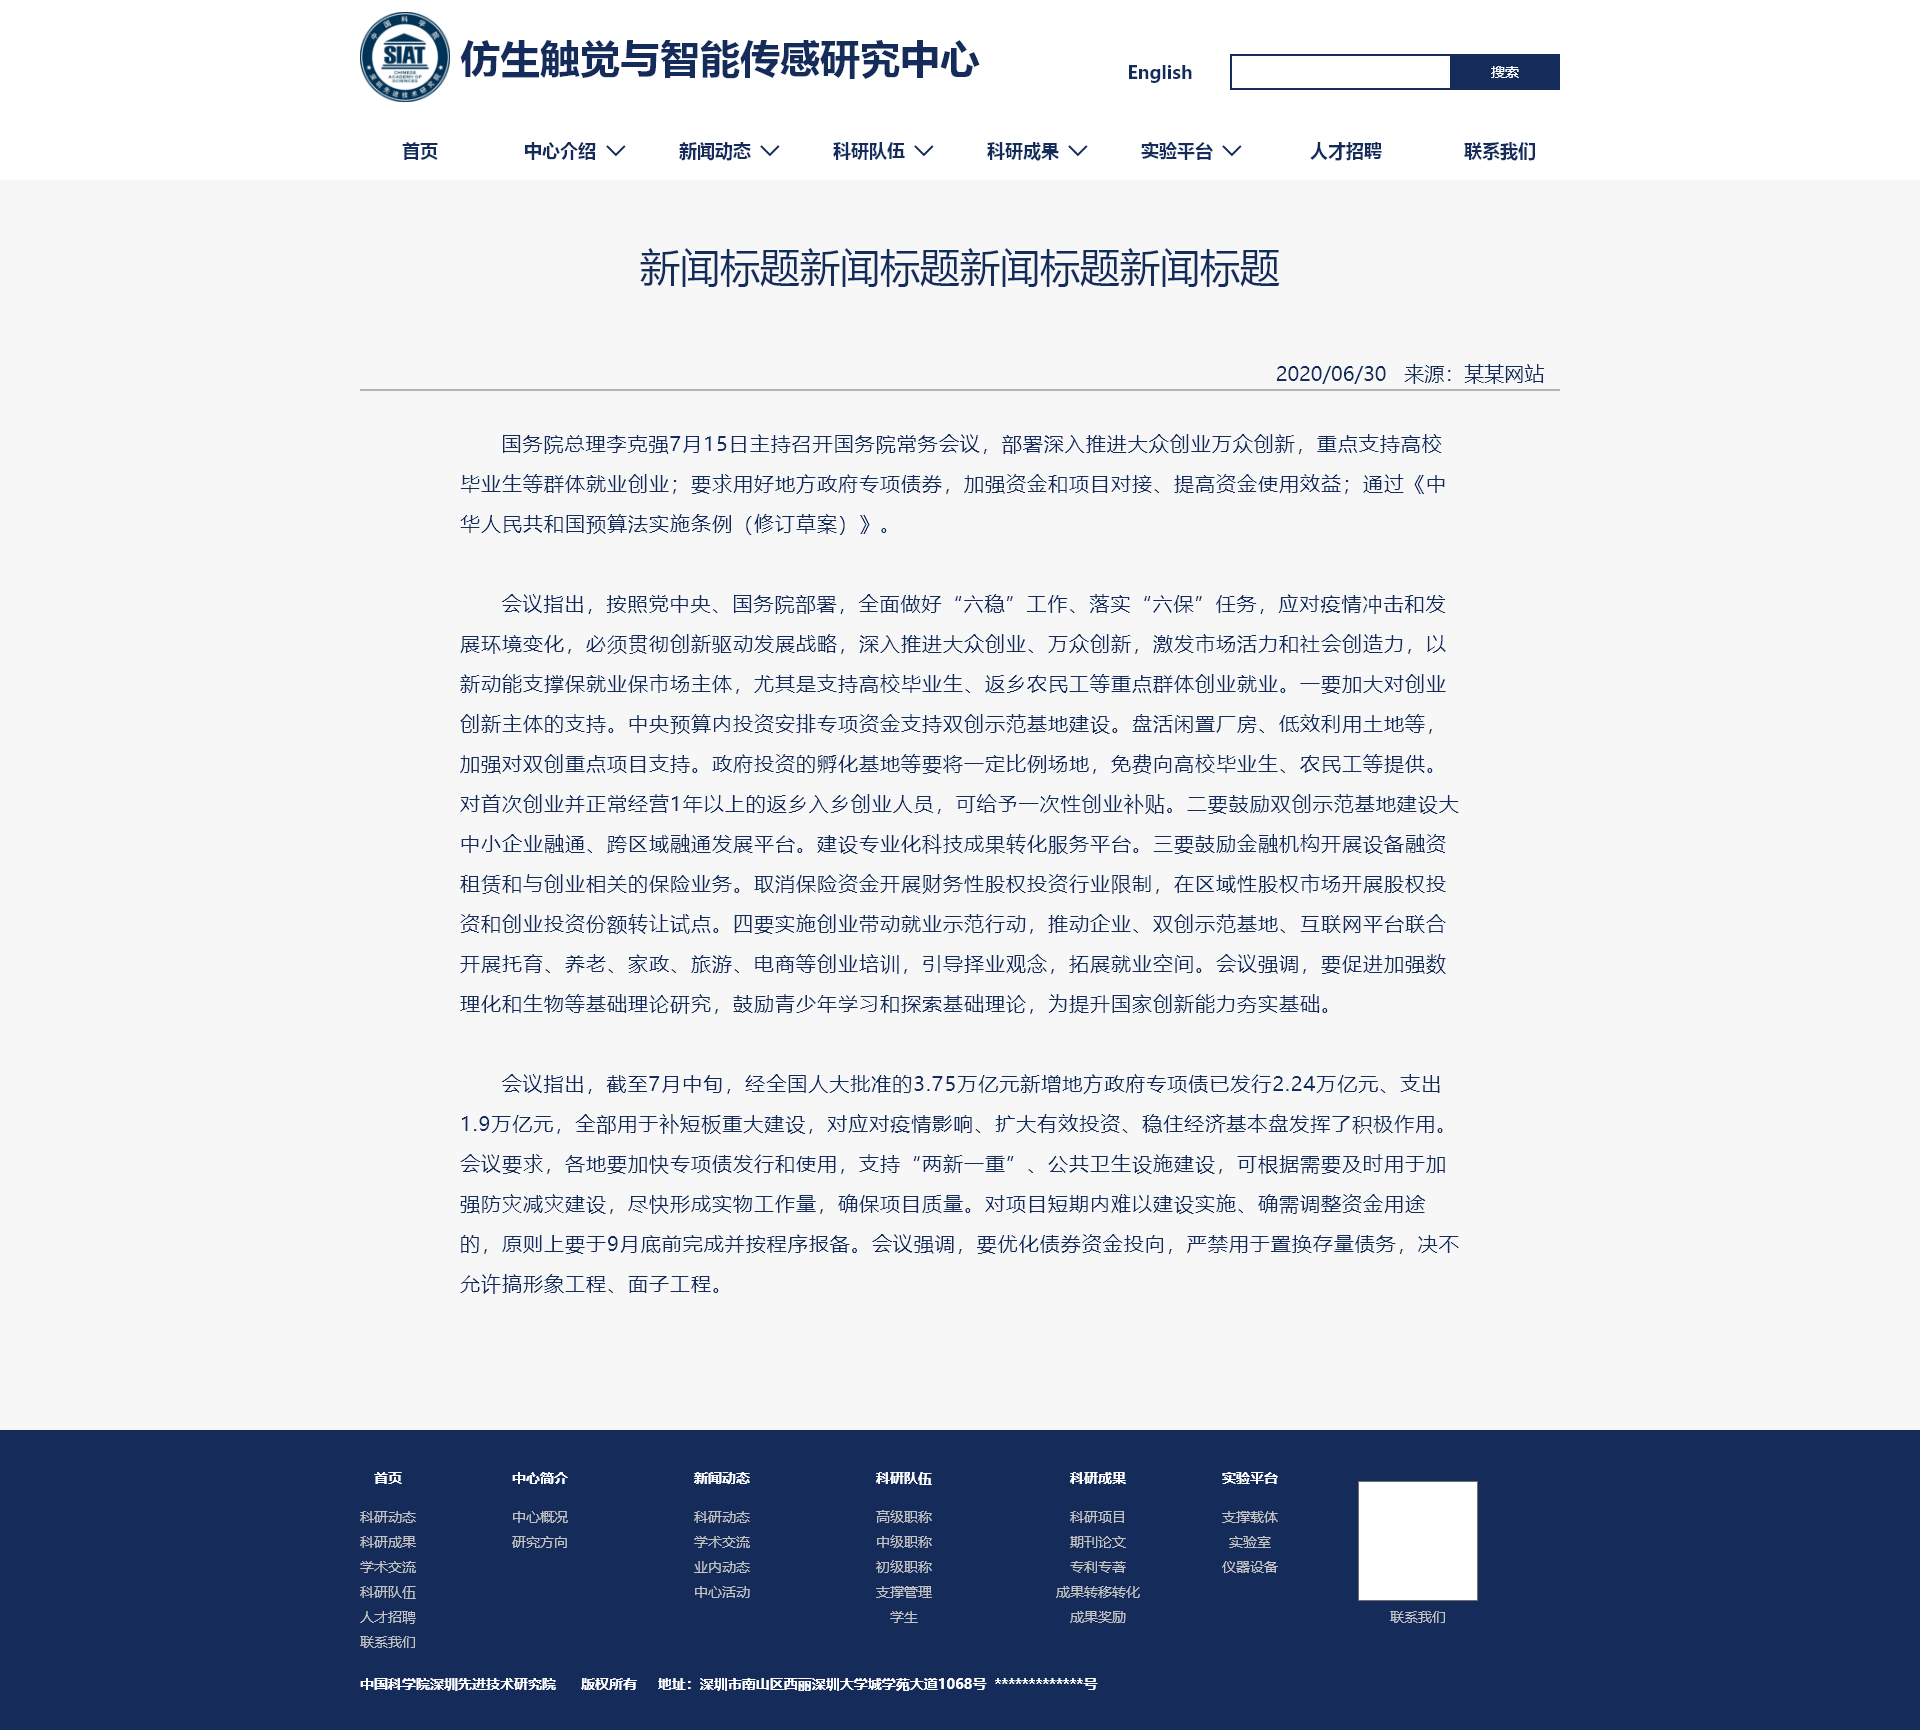 SIAT
CHINESE
ACADEMY OF
SCIENCES
仿生触觉与智能传感研究中心
English
搜索
首页 中心介绍 新闻动态 科研队伍 科研成果 实验平台 人才招聘 联系我们
新闻标题新闻标题新闻标题新闻标题
2020/06/30 来源：某某网站
国务院总理李克强7月15日主持召开国务院常务会议，部署深入推进大众创业万众创新，重点支持高校
毕业生等群体就业创业；要求用好地方政府专项债券，加强资金和项目对接、提高资金使用效益；通过《中
华人民共和国预算法实施条例（修订草案）》。
会议指出，按照党中央、国务院部署，全面做好“六稳”工作、落实“六保”任务，应对疫情冲击和发
展环境变化，必须贯彻创新驱动发展战略，深入推进大众创业、万众创新，激发市场活力和社会创造力，以
新动能支撑保就业保市场主体，尤其是支持高校毕业生、返乡农民工等重点群体创业就业。一要加大对创业
创新主体的支持。中央预算内投资安排专项资金支持双创示范基地建设。盘活闲置厂房、低效利用土地等，
加强对双创重点项目支持。政府投资的孵化基地等要将一定比例场地，免费向高校毕业生、农民工等提供。
对首次创业并正常经营1年以上的返乡入乡创业人员，可给予一次性创业补贴。二要鼓励双创示范基地建设大
中小企业融通、跨区域融通发展平台。建设专业化科技成果转化服务平台。三要鼓励金融机构开展设备融资
租赁和与创业相关的保险业务。取消保险资金开展财务性股权投资行业限制，在区域性股权市场开展股权投
资和创业投资份额转让试点。四要实施创业带动就业示范行动，推动企业、双创示范基地、互联网平台联合
开展托育、养老、家政、旅游、电商等创业培训，引导择业观念，拓展就业空间。会议强调，要促进加强数
理化和生物等基础理论研究，鼓励青少年学习和探索基础理论，为提升国家创新能力夯实基础。
会议指出，截至7月中旬，经全国人大批准的3.75万亿元新增地方政府专项债已发行2.24万亿元、支出
1.9万亿元，全部用于补短板重大建设，对应对疫情影响、扩大有效投资、稳住经济基本盘发挥了积极作用。
会议要求，各地要加快专项债发行和使用，支持“两新一重”、公共卫生设施建设，可根据需要及时用于加
强防灾减灾建设，尽快形成实物工作量，确保项目质量。对项目短期内难以建设实施、确需调整资金用途
的，原则上要于9月底前完成并按程序报备。会议强调，要优化债券资金投向，严禁用于置换存量债务，决不
允许搞形象工程、面子工程。
首页 中心简介 新闻动态 科研队伍 科研成果 实验平台
科研动态 中心概况 科研动态 高级职称 科研项目 支撑载体
科研成果 研究方向 学术交流 中级职称 期刊论文 实验室
学术交流 业内动态 初级职称 专利专著 仪器设备
科研队伍 中心活动 支撑管理 成果转移转化
人才招聘 学生 成果奖励 联系我们
联系我们
中国科学院深圳先进技术研究院 版权所有 地址：深圳市南山区西丽深圳大学城学苑大道1068号 *************号